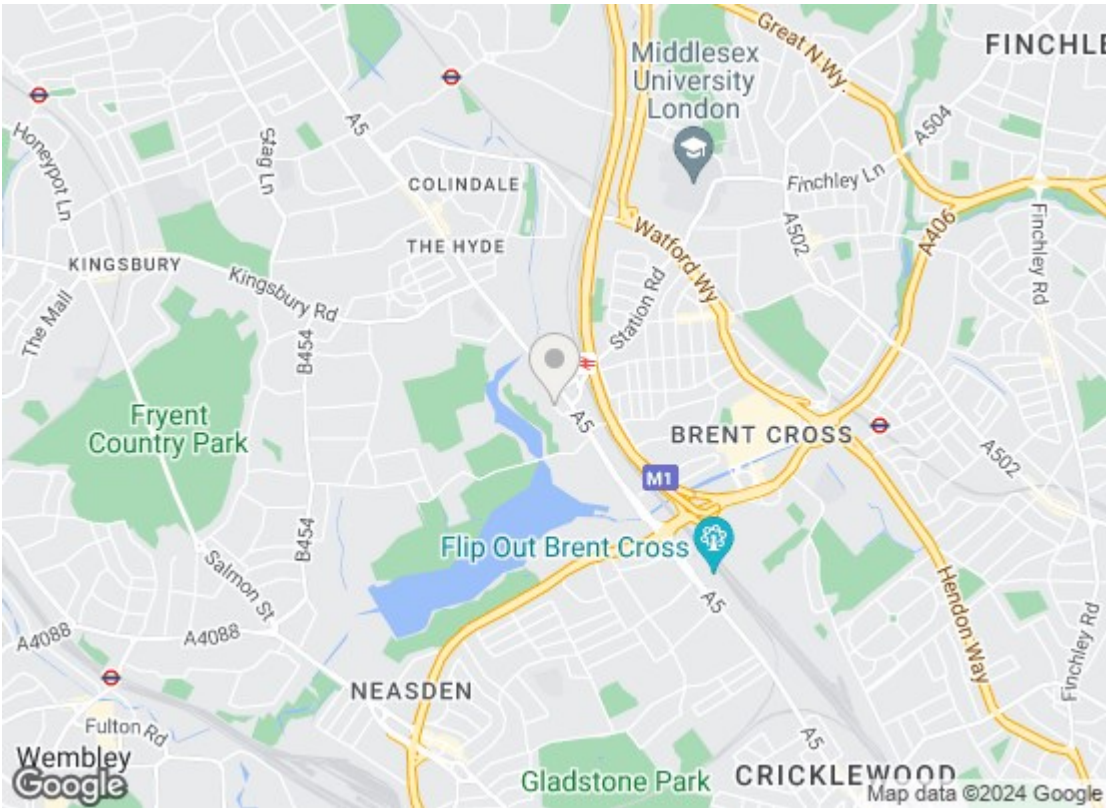 FINCHLE
Great N Wy.
Middlesex
University
London
A504
A5
Honeypot Ln
Stag Ln
COLINDALE
Finchley Ln
A502
Finchley Rd
A406
Watford Wy
THE HYDE
KINGSBURY
Kingsbury Rd
The Mall
Station Rd
B454
Fryent
Country Park
A5
BRENT CROSS
A502
M1
B454
Flip Out Brent Cross
Salmon St
A5
Hendon Way
A4088
A4088
Finchley Rd
NEASDEN
Fulton Rd
A5
Wembley
Google
Gladstone Park
CRICKLEWOOD
Map data ©2024 Google